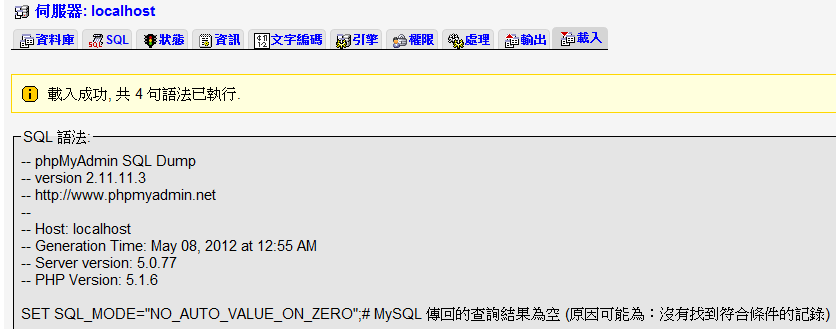 伺服器: localhost
資料庫 SQL 狀態 資訊 文字編碼 引擎 權限 處理 輸出 載入
載入成功, 共 4 句語法已執行.
SQL 語法:
-- phpMyAdmin SQL Dump
-- version 2.11.11.3
-- http://www.phpmyadmin.net
--
-- Host: localhost
-- Generation Time: May 08, 2012 at 12:55 AM
-- Server version: 5.0.77
-- PHP Version: 5.1.6
SET SQL_MODE="NO_AUTO_VALUE_ON_ZERO";# MySQL 傳回的查詢結果為空 (原因可能為：沒有找到符合條件的記錄)